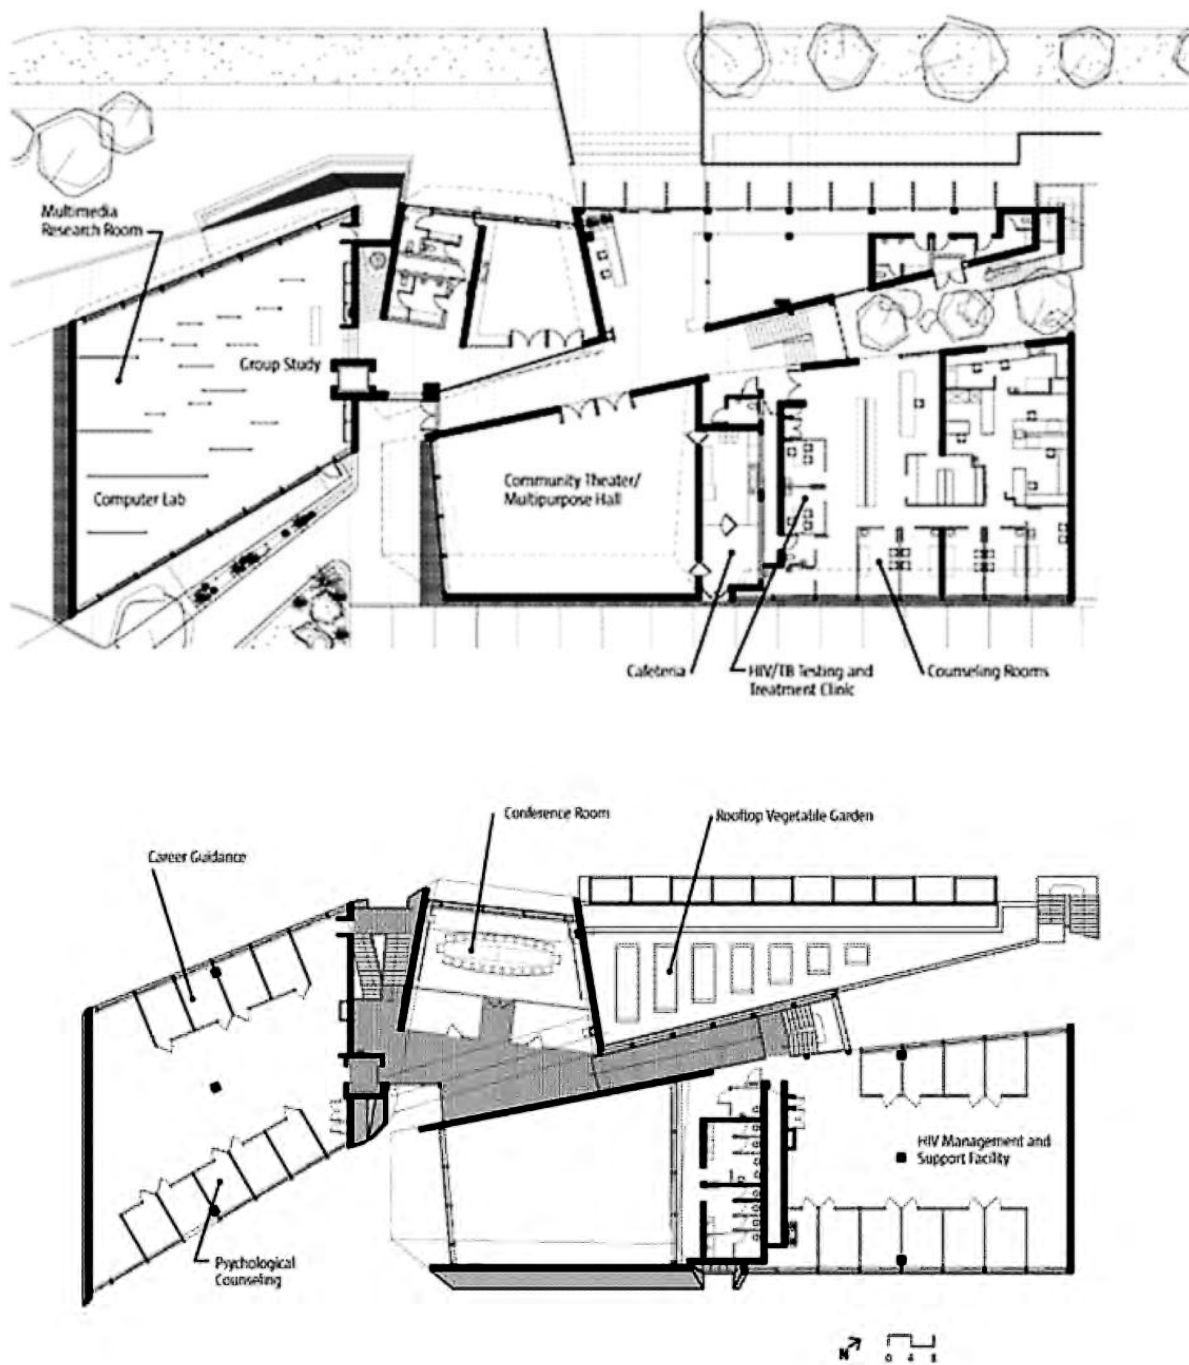 Multimedia
Research Room
Group Study
Computer Lab
Community Theater/
Multipurpose Hall
Cafeteria
HIV/TB Testing and
Treatment Clinic
Counseling Rooms
Conference Room
Rooftop Vegetable Garden
Career Guidance
HIV Management and
Support Facility
Psychological
Counseling
N
0 4 8